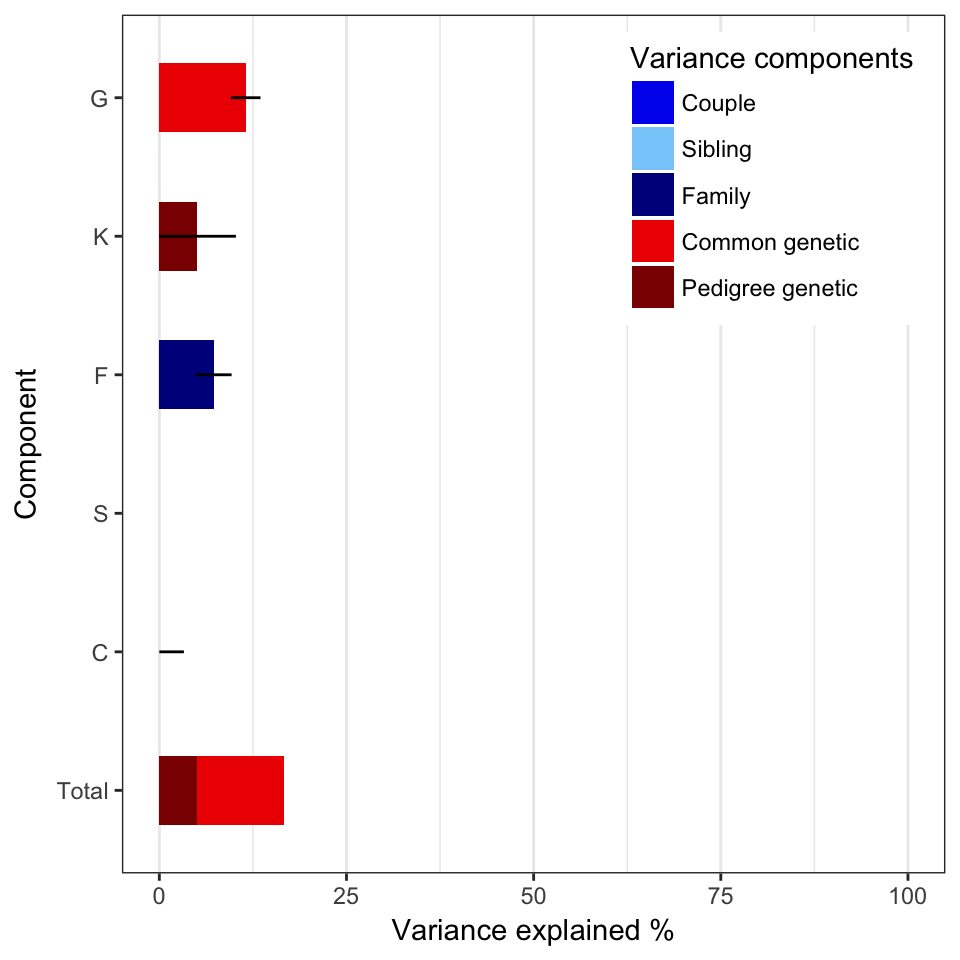 Variance components
Couple
Sibling
Family
Common genetic
Pedigree genetic
G
K
F
S
C
Total
Component
0 25 50 75 100
Variance explained %